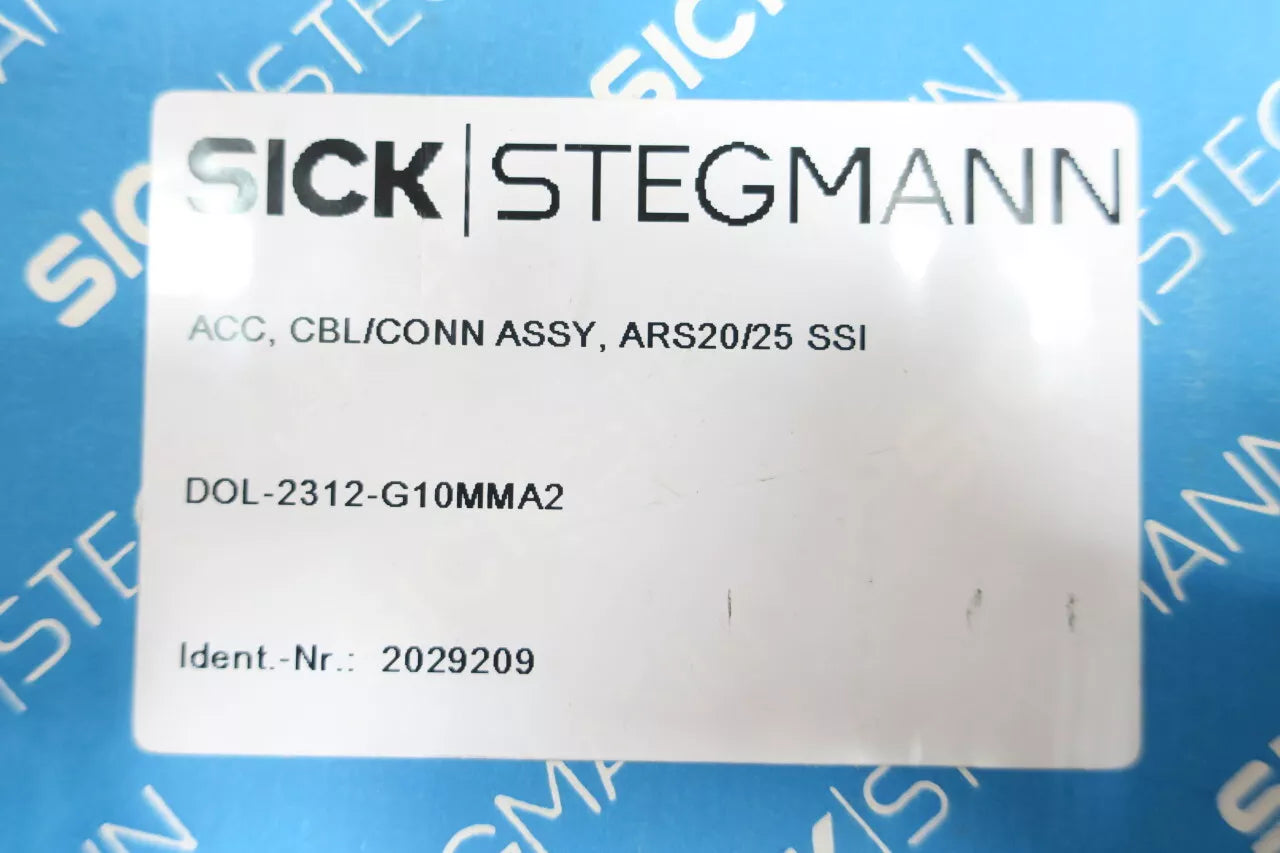 SICK|STEGMANN
ACC, CBL/CONN ASSY, ARS20/25 SSI
DOL-2312-G10MMA2
Ident.-Nr.: 2029209